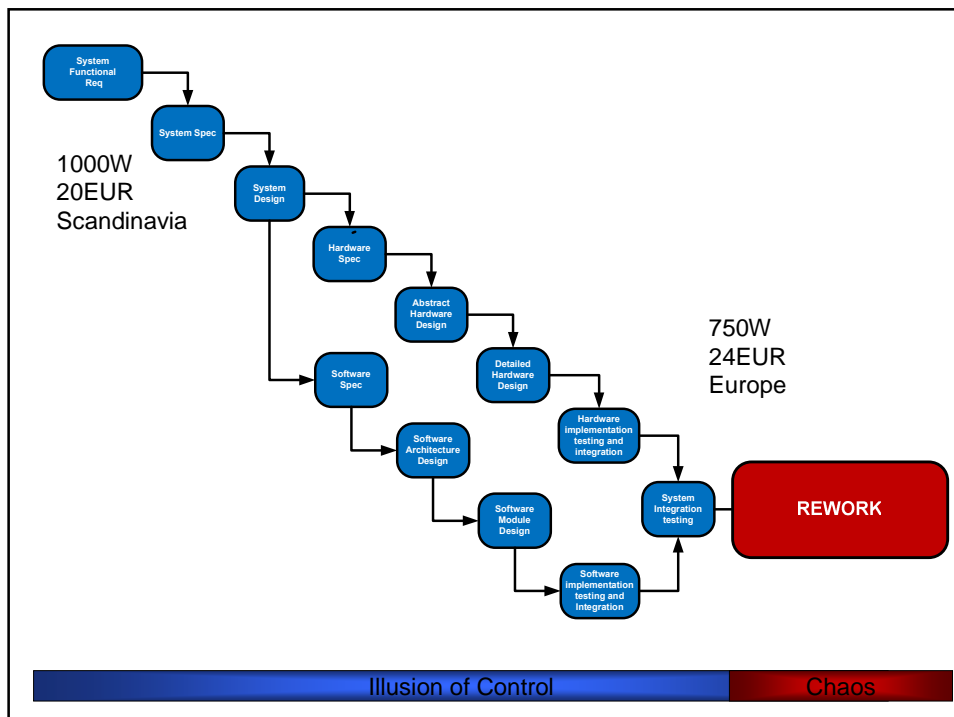 System
Functional
Req
System Spec
1000W
20EUR
Scandinavia
System
Design
Hardware
Spec
Abstract
Hardware
Design
750W
24EUR
Europe
Software
Spec
Detailed
Hardware
Design
Hardware
implementation
testing and
integration
Software
Architecture
Design
System
Integration
testing
REWORK
Software
Module
Design
Software
implementation
testing and
Integration
Illusion of Control
Chaos